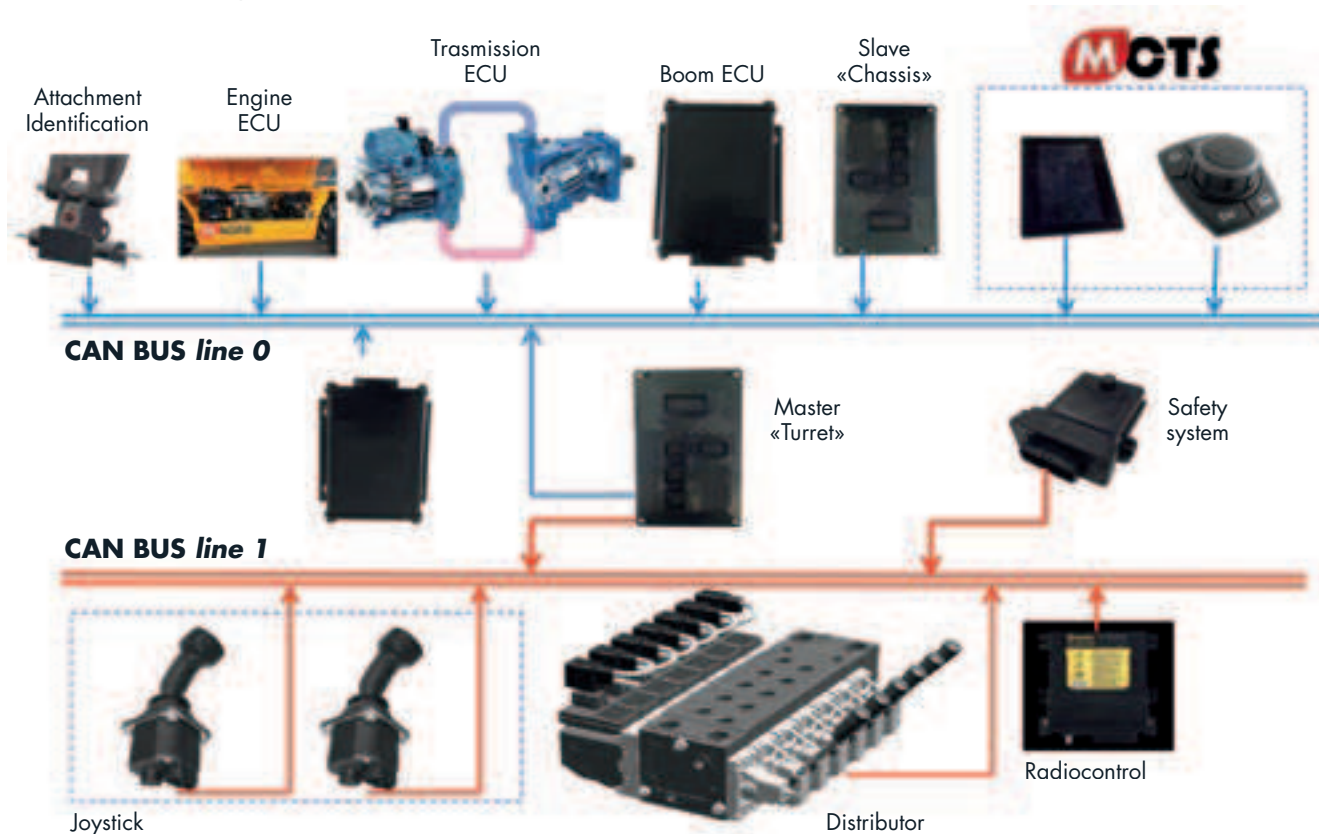 MCTS
Trasmission
ECU
Slave
«Chassis»
Boom ECU
Attachment
Identification
Engine
ECU
CAN BUS line 0
Master
«Turret»
Safety
system
CAN BUS line 1
Radiocontrol
Joystick
Distributor